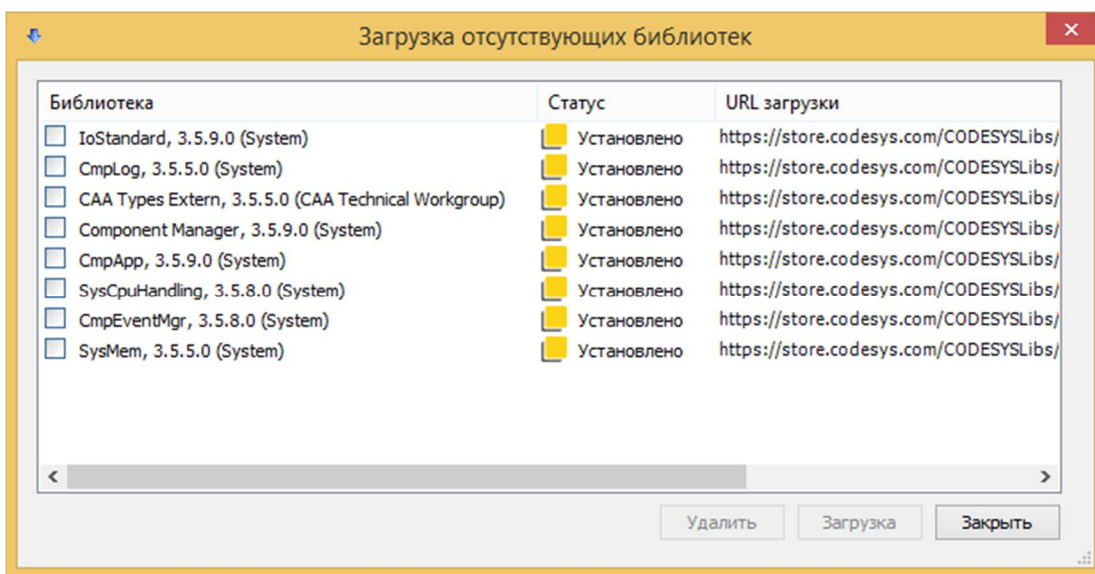 Загрузка отсутствующих библиотек
Библиотека Статус URL загрузки
IoStandard, 3.5.9.0 (System) Установлено https://store.codesys.com/CODESYSLibs/
CmpLog, 3.5.5.0 (System) Установлено https://store.codesys.com/CODESYSLibs/
CAA Types Extern, 3.5.5.0 (CAA Technical Workgroup) Установлено https://store.codesys.com/CODESYSLibs/
Component Manager, 3.5.9.0 (System) Установлено https://store.codesys.com/CODESYSLibs/
CmpApp, 3.5.9.0 (System) Установлено https://store.codesys.com/CODESYSLibs/
SysCpuHandling, 3.5.8.0 (System) Установлено https://store.codesys.com/CODESYSLibs/
CmpEventMgr, 3.5.8.0 (System) Установлено https://store.codesys.com/CODESYSLibs/
SysMem, 3.5.5.0 (System) Установлено https://store.codesys.com/CODESYSLibs/
Удалить Загрузка Закрыть